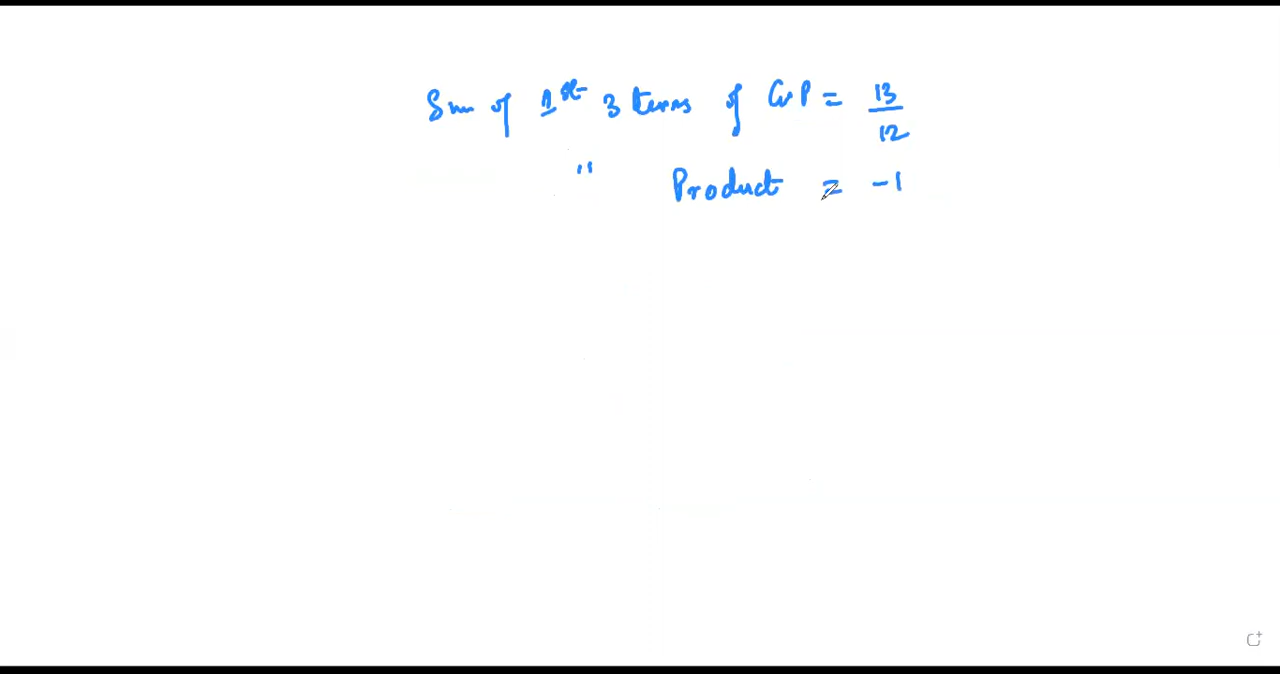 Sum of 1st 3 terms of GP = 13/12
" Product = -1